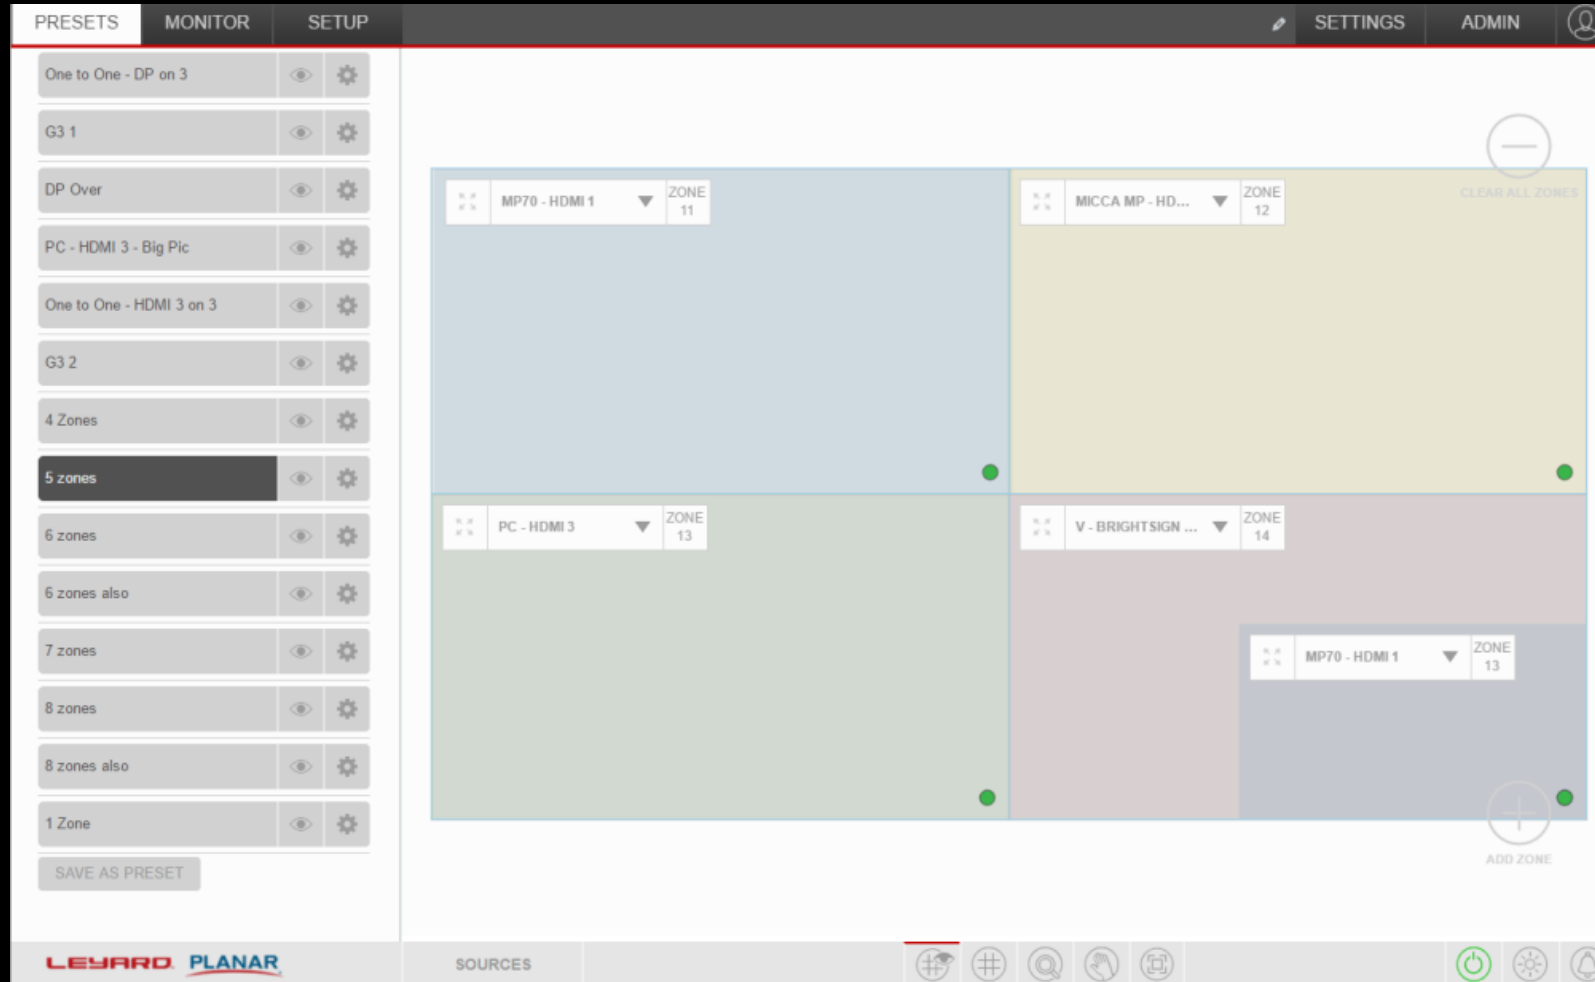 PRESETS
MONITOR
SETUP
SETTINGS
ADMIN
One to One - DP on 3
G3 1
DP Over
PC - HDMI 3 - Big Pic
One to One - HDMI 3 on 3
G3 2
4 Zones
5 zones
6 zones
6 zones also
7 zones
8 zones
8 zones also
1 Zone
SAVE AS PRESET
CLEAR ALL ZONES
MP70 - HDMI 1
ZONE
11
MICCA MP - HD...
ZONE
12
PC - HDMI 3
ZONE
13
V - BRIGHTSIGN ...
ZONE
14
MP70 - HDMI 1
ZONE
13
ADD ZONE
LEYARD. PLANAR
SOURCES